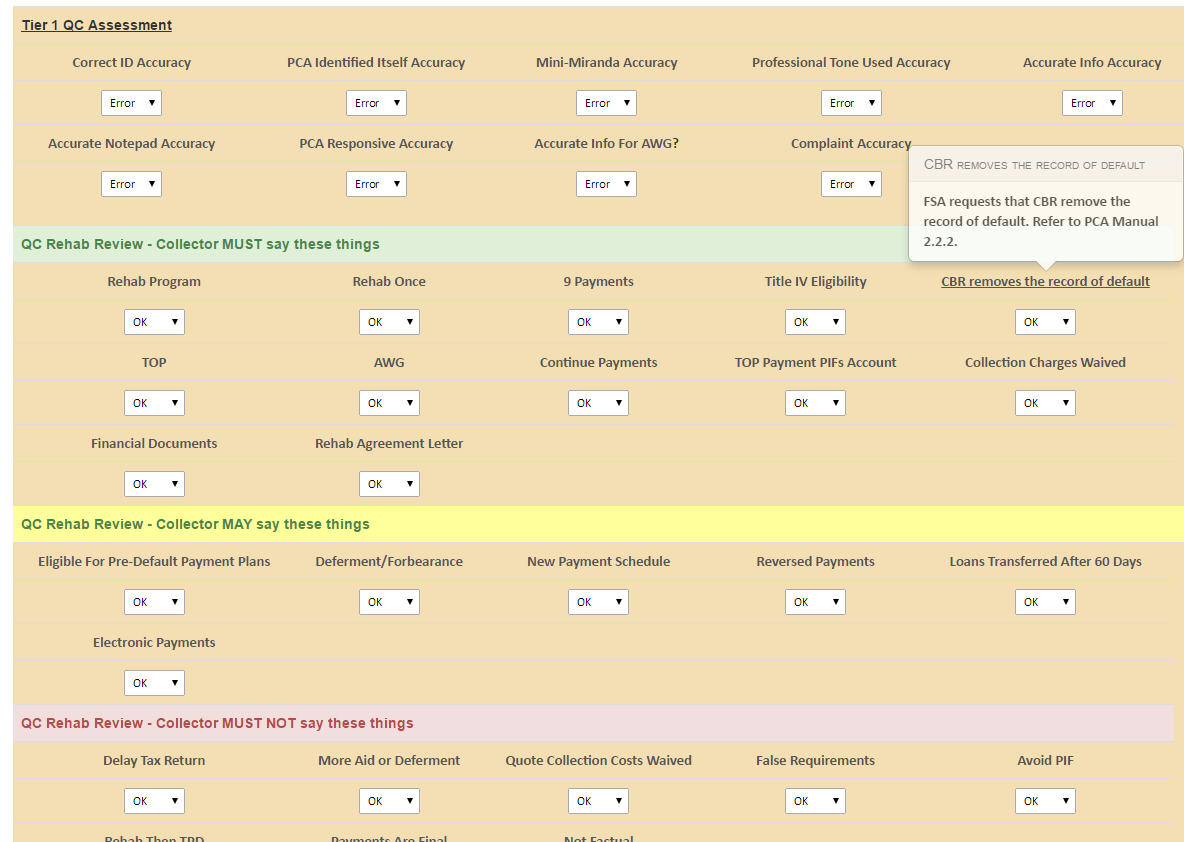 Tier 1 QC Assessment
Correct ID Accuracy PCA Identified Itself Accuracy Mini-Miranda Accuracy Professional Tone Used Accuracy Accurate Info Accuracy
Error Error Error Error Error
Accurate Notepad Accuracy PCA Responsive Accuracy Accurate Info For AWG? Complaint Accuracy
Error Error Error Error
CBR REMOVES THE RECORD OF DEFAULT
FSA requests that CBR remove the
record of default. Refer to PCA Manual
2.2.2.
QC Rehab Review - Collector MUST say these things
Rehab Program Rehab Once 9 Payments Title IV Eligibility CBR removes the record of default
OK OK OK OK OK
TOP AWG Continue Payments TOP Payment PIFs Account Collection Charges Waived
OK OK OK OK OK
Financial Documents Rehab Agreement Letter
OK OK
QC Rehab Review - Collector MAY say these things
Eligible For Pre-Default Payment Plans Deferment/Forbearance New Payment Schedule Reversed Payments Loans Transferred After 60 Days
OK OK OK OK OK
Electronic Payments
OK
QC Rehab Review - Collector MUST NOT say these things
Delay Tax Return More Aid or Deferment Quote Collection Costs Waived False Requirements Avoid PIF
OK OK OK OK OK
Rehab Then TPD Payments Are Final Not Factual